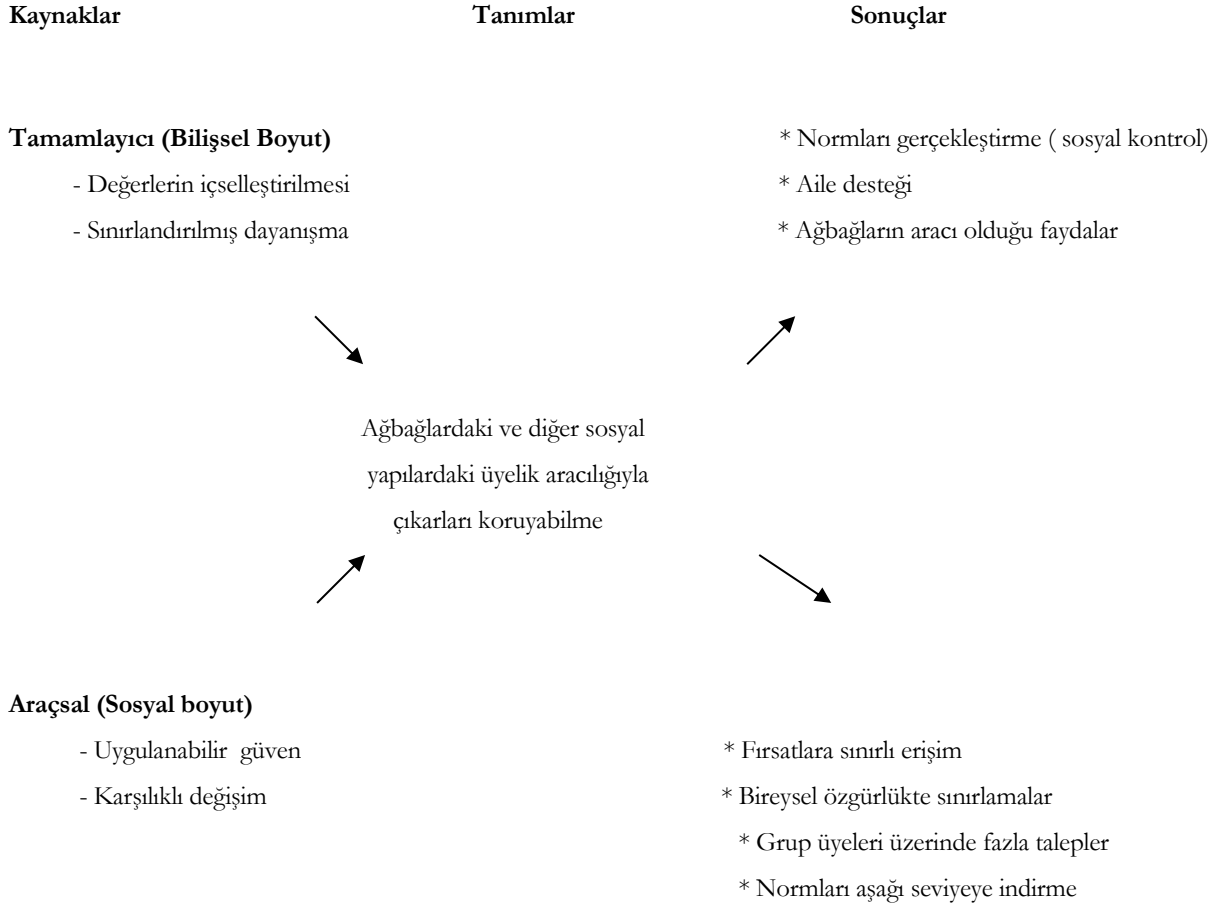 Kaynaklar Tanımlar Sonuçlar
Tamamlayıcı (Bilişsel Boyut)
- Değerlerin içselleştirilmesi
- Sınırlandırılmış dayanışma
* Normları gerçekleştirme ( sosyal kontrol)
* Aile desteği
* Ağbağların aracı olduğu faydalar
Ağbağlardaki ve diğer sosyal
yapılardaki üyelik aracılığıyla
çıkarları koruyabilme
Araçsal (Sosyal boyut)
- Uygulanabilir güven
- Karşılıklı değişim
* Fırsatlara sınırlı erişim
* Bireysel özgürlükte sınırlamalar
* Grup üyeleri üzerinde fazla talepler
* Normları aşağı seviyeye indirme